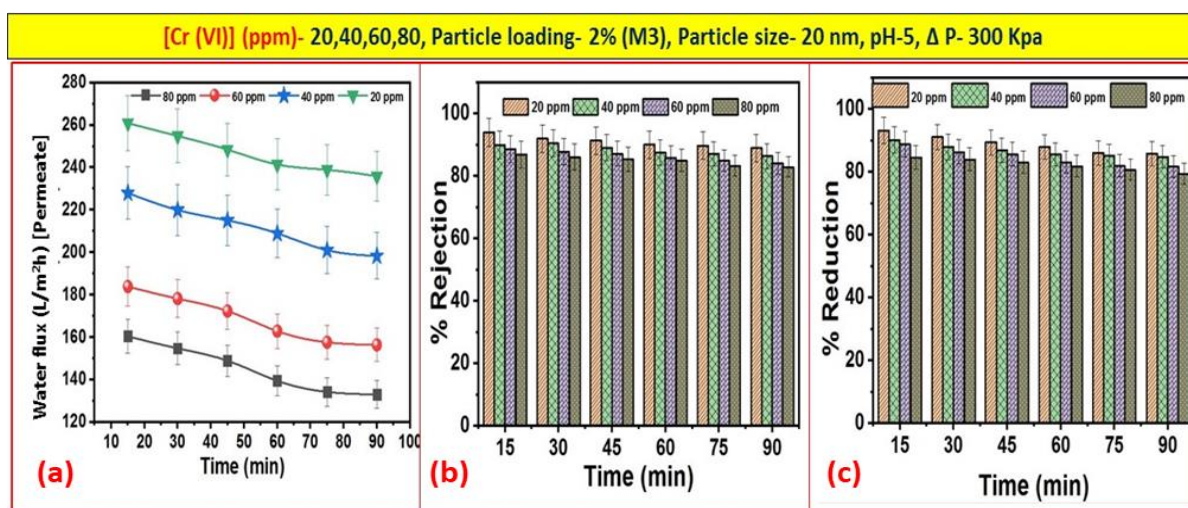 [Cr (VI)] (ppm)- 20,40,60,80, Particle loading- 2% (M3), Particle size- 20 nm, pH-5, Δ P- 300 Kpa
280
260
240
220
200
180
160
140
120
Water flux (L/m²h) [Permeate]
80 ppm 60 ppm 40 ppm 20 ppm
10 20 30 40 50 60 70 80 90 100
Time (min)
(a)
100
80
60
40
20
0
% Rejection
20 ppm 40 ppm 60 ppm 80 ppm
15 30 45 60 75 90
Time (min)
(b)
100
80
60
40
20
0
% Reduction
20 ppm 40 ppm 60 ppm 80 ppm
15 30 45 60 75 90
Time (min)
(c)